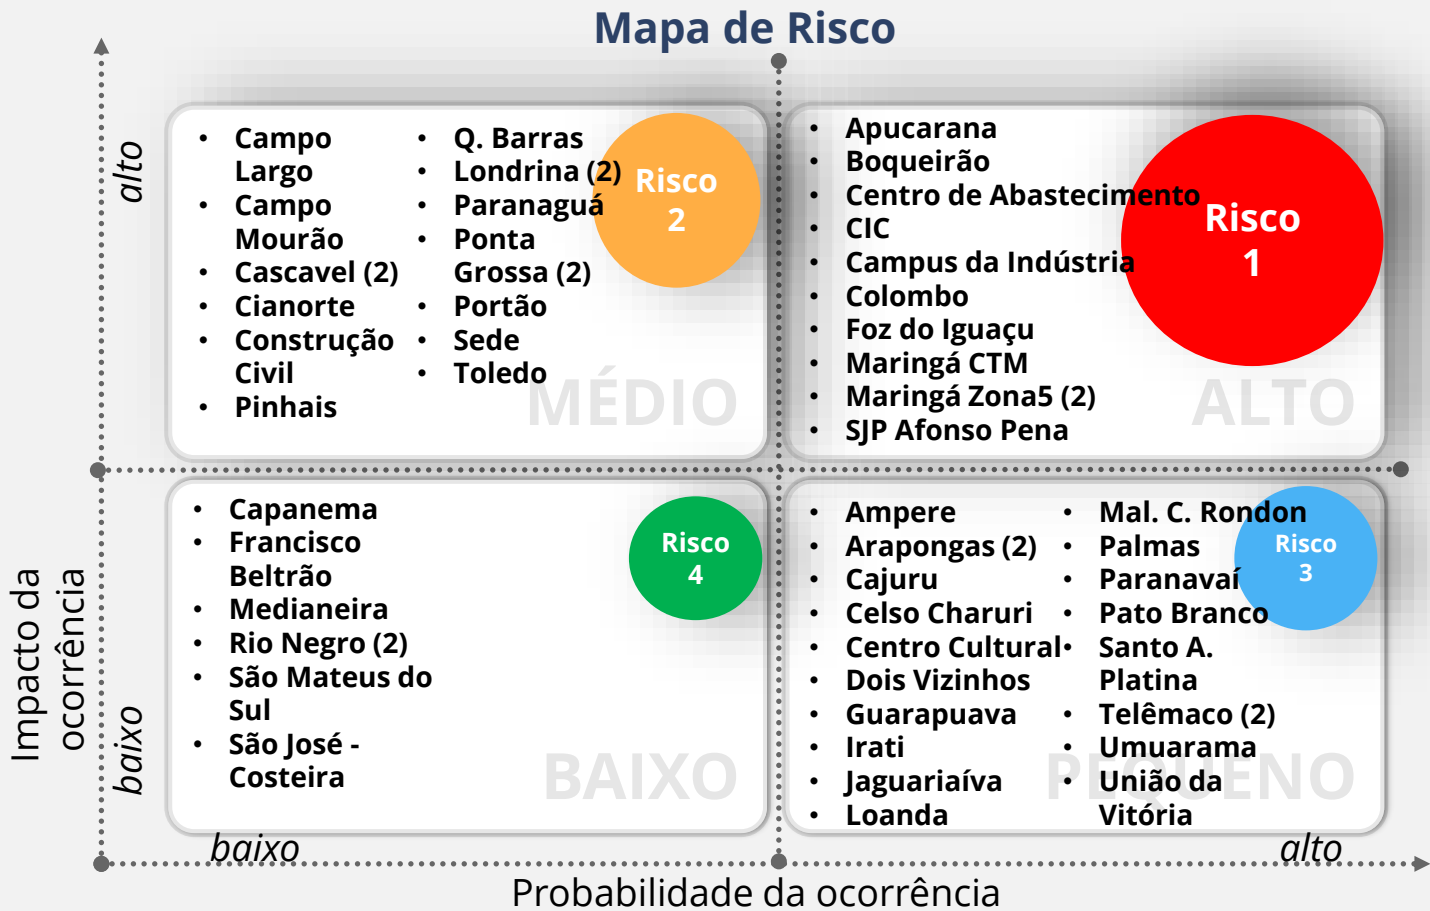 Mapa de Risco
alto
• Campo
Largo
• Campo
Mourão
• Cascavel (2)
• Cianorte
• Construção
Civil
• Pinhais
• Q. Barras
• Londrina (2)
• Paranaguá
• Ponta
Grossa (2)
• Portão
• Sede
• Toledo
Risco
2
MÉDIO
• Apucarana
• Boqueirão
• Centro de Abastecimento
• CIC
• Campus da Indústria
• Colombo
• Foz do Iguaçu
• Maringá CTM
• Maringá Zona5 (2)
• SJP Afonso Pena
Risco
1
ALTO
Impacto da
ocorrência
baixo
• Capanema
• Francisco
Beltrão
• Medianeira
• Rio Negro (2)
• São Mateus do
Sul
• São José -
Costeira
Risco
4
BAIXO
• Ampere
• Arapongas (2)
• Cajuru
• Celso Charuri
• Centro Cultural
• Dois Vizinhos
• Guarapuava
• Irati
• Jaguariaíva
• Loanda
• Mal. C. Rondon
• Palmas
• Paranavaí
• Pato Branco
• Santo A.
Platina
• Telêmaco (2)
• Umuarama
• União da
Vitória
Risco
3
PEQUENO
baixo
alto
Probabilidade da ocorrência